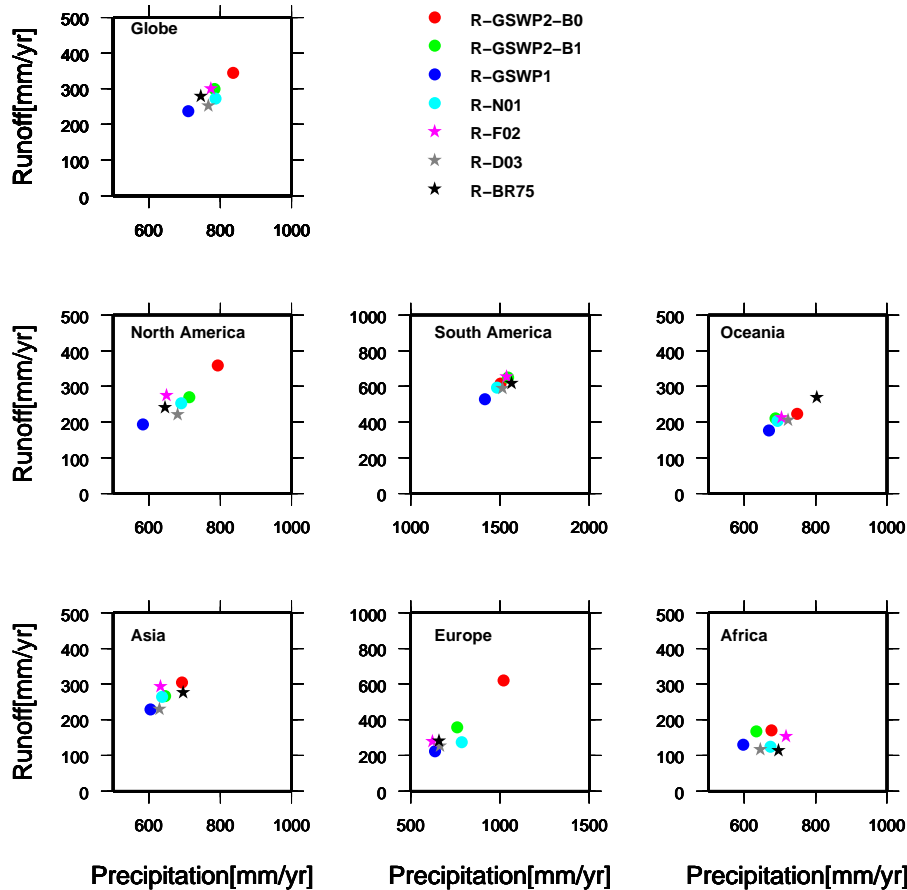 Globe
Runoff[mm/yr]
500
400
300
200
100
0
600 800 1000
R-GSWP2-B0
R-GSWP2-B1
R-GSWP1
R-N01
R-F02
R-D03
R-BR75
North America
Runoff[mm/yr]
500
400
300
200
100
0
600 800 1000
South America
1000
800
600
400
200
0
1000 1500 2000
Oceania
500
400
300
200
100
0
600 800 1000
Asia
Runoff[mm/yr]
500
400
300
200
100
0
600 800 1000
Precipitation[mm/yr]
Europe
1000
800
600
400
200
0
500 1000 1500
Precipitation[mm/yr]
Africa
500
400
300
200
100
0
600 800 1000
Precipitation[mm/yr]